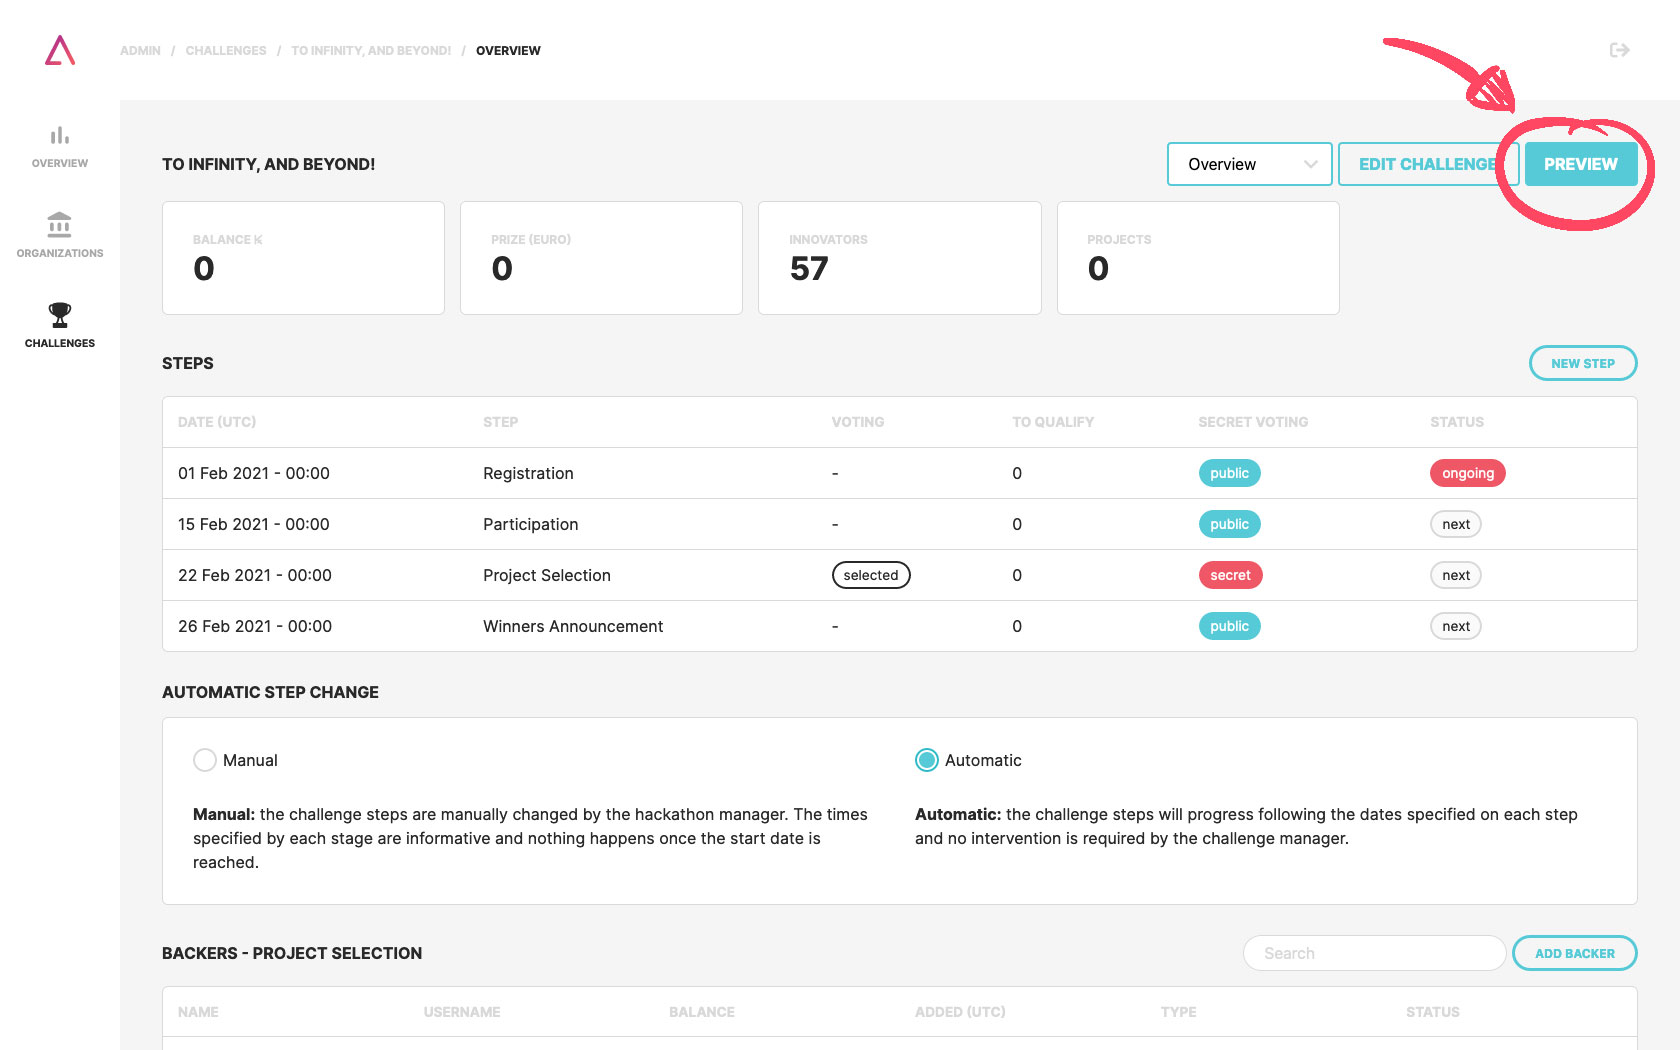 ADMIN / CHALLENGES / TO INFINITY, AND BEYOND! / OVERVIEW
OVERVIEW
ORGANIZATIONS
CHALLENGES
TO INFINITY, AND BEYOND!
Overview
EDIT CHALLENGE
PREVIEW
BALANCE K
0
PRIZE (EURO)
0
INNOVATORS
57
PROJECTS
0
STEPS
NEW STEP
DATE (UTC) STEP VOTING TO QUALIFY SECRET VOTING STATUS
01 Feb 2021 - 00:00 Registration - 0 public ongoing
15 Feb 2021 - 00:00 Participation - 0 public next
22 Feb 2021 - 00:00 Project Selection selected 0 secret next
26 Feb 2021 - 00:00 Winners Announcement - 0 public next
AUTOMATIC STEP CHANGE
Manual
Manual: the challenge steps are manually changed by the hackathon manager. The times
specified by each stage are informative and nothing happens once the start date is
reached.
Automatic
Automatic: the challenge steps will progress following the dates specified on each step
and no intervention is required by the challenge manager.
BACKERS - PROJECT SELECTION
Search
ADD BACKER
NAME USERNAME BALANCE ADDED (UTC) TYPE STATUS